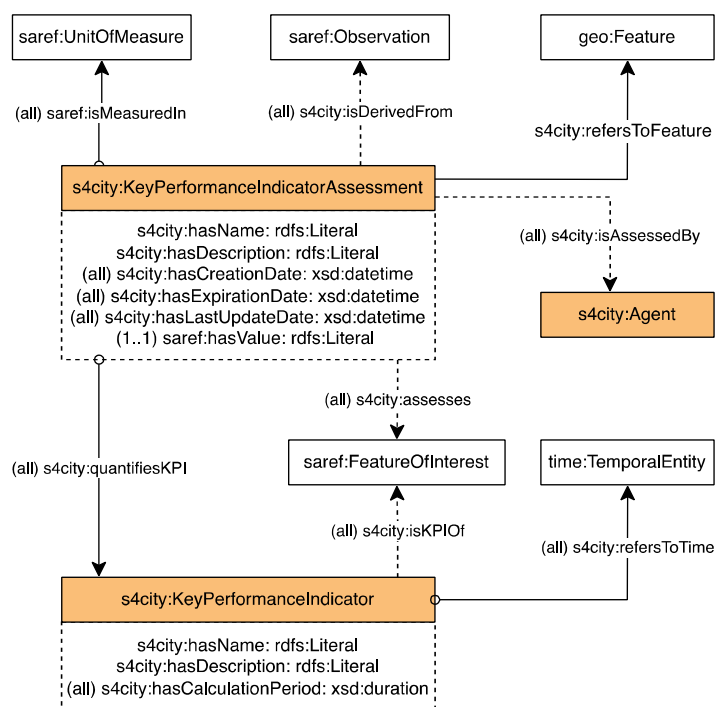 saref:UnitOfMeasure
saref:Observation
geo:Feature
(all) saref:isMeasuredIn
(all) s4city:isDerivedFrom
s4city:refersToFeature
s4city:KeyPerformanceIndicatorAssessment
s4city:hasName: rdfs:Literal
s4city:hasDescription: rdfs:Literal
(all) s4city:hasCreationDate: xsd:datetime
(all) s4city:hasExpirationDate: xsd:datetime
(all) s4city:hasLastUpdateDate: xsd:datetime
(1..1) saref:hasValue: rdfs:Literal
(all) s4city:isAssessedBy
s4city:Agent
(all) s4city:assesses
(all) s4city:quantifiesKPI
saref:FeatureOfInterest
time:TemporalEntity
(all) s4city:isKPIOf
(all) s4city:refersToTime
s4city:KeyPerformanceIndicator
s4city:hasName: rdfs:Literal
s4city:hasDescription: rdfs:Literal
(all) s4city:hasCalculationPeriod: xsd:duration